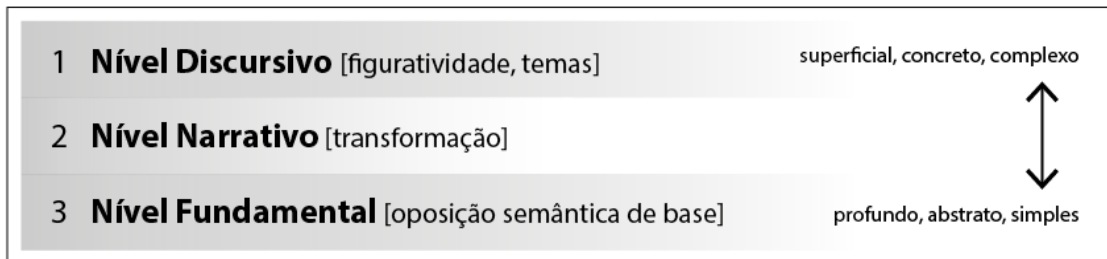 1 Nível Discursivo [figuratividade, temas]
superficial, concreto, complexo
2 Nível Narrativo [transformação]
3 Nível Fundamental [oposição semântica de base]
profundo, abstrato, simples